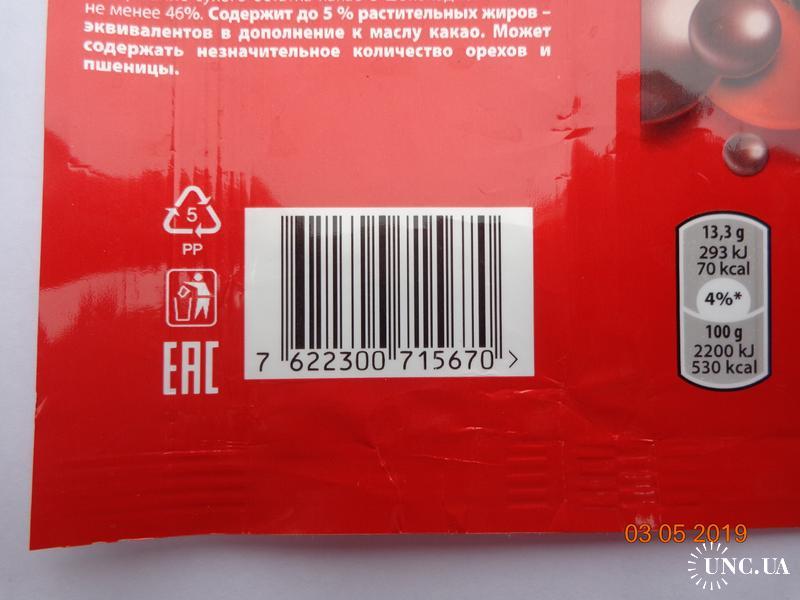 не менее 46%. Содержит до 5 % растительных жиров –
эквивалентов в дополнение к маслу какао. Может
содержать незначительное количество орехов и
пшеницы.
5
PP
EAC
7 622300 715670 >
13,3 g
293 kJ
70 kcal
4%*
100 g
2200 kJ
530 kcal
03 05 2019
UNC.UA